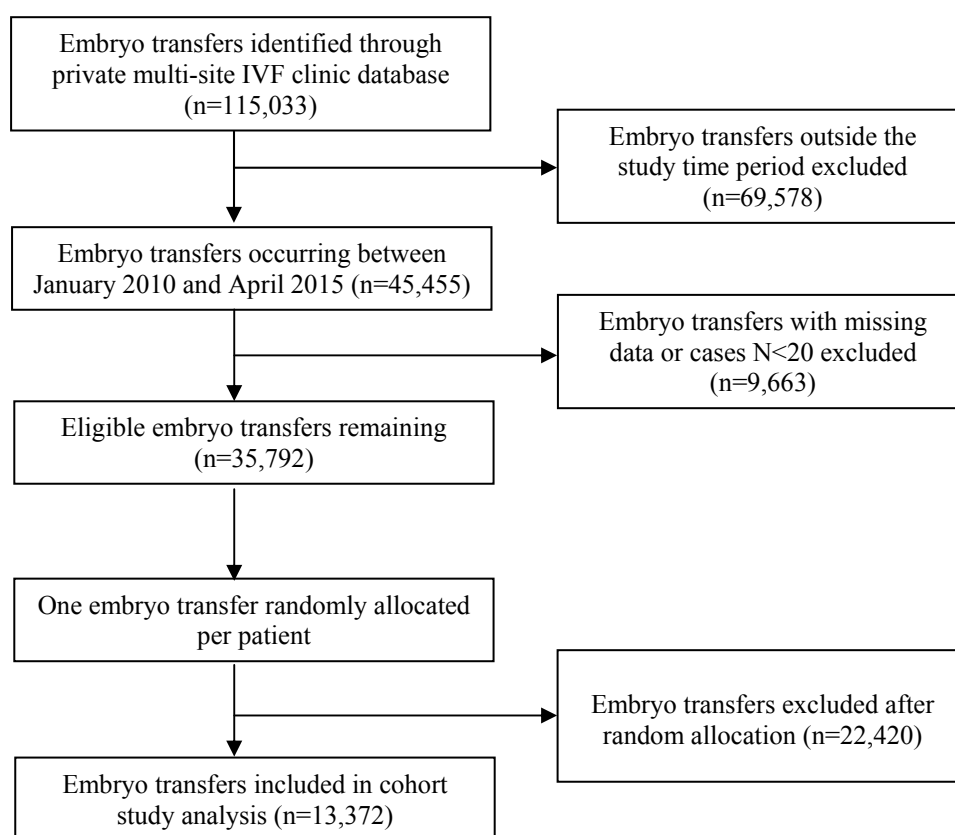 Embryo transfers identified through
private multi-site IVF clinic database
(n=115,033)
Embryo transfers outside the
study time period excluded
(n=69,578)
Embryo transfers occurring between
January 2010 and April 2015 (n=45,455)
Embryo transfers with missing
data or cases N<20 excluded
(n=9,663)
Eligible embryo transfers remaining
(n=35,792)
One embryo transfer randomly allocated
per patient
Embryo transfers excluded after
random allocation (n=22,420)
Embryo transfers included in cohort
study analysis (n=13,372)